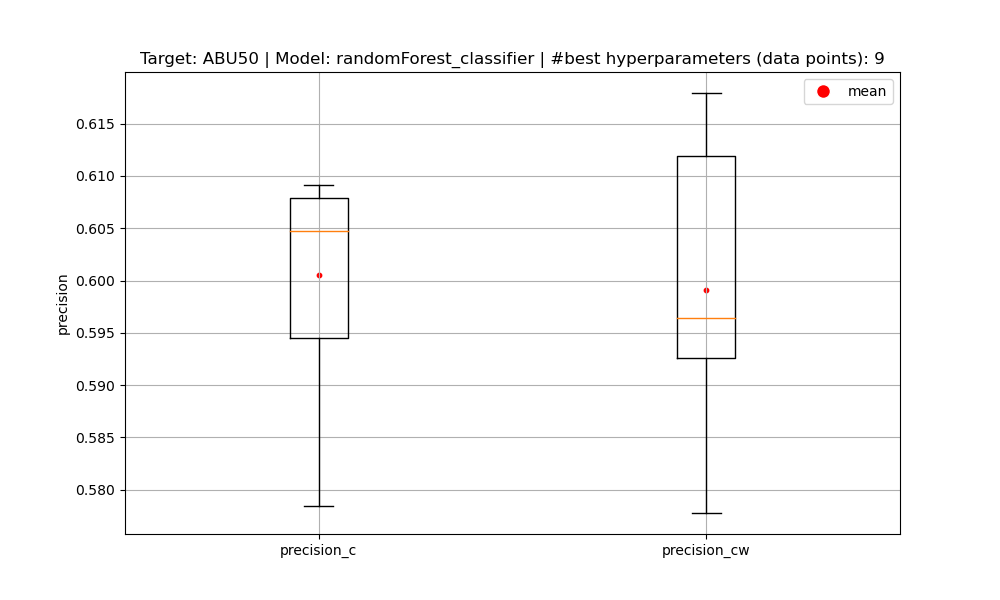 Target: ABU50 | Model: randomForest_classifier | #best hyperparameters (data points): 9
mean
0.615
0.610
0.605
0.600
0.595
0.590
0.585
0.580
precision
precision_c
precision_cw